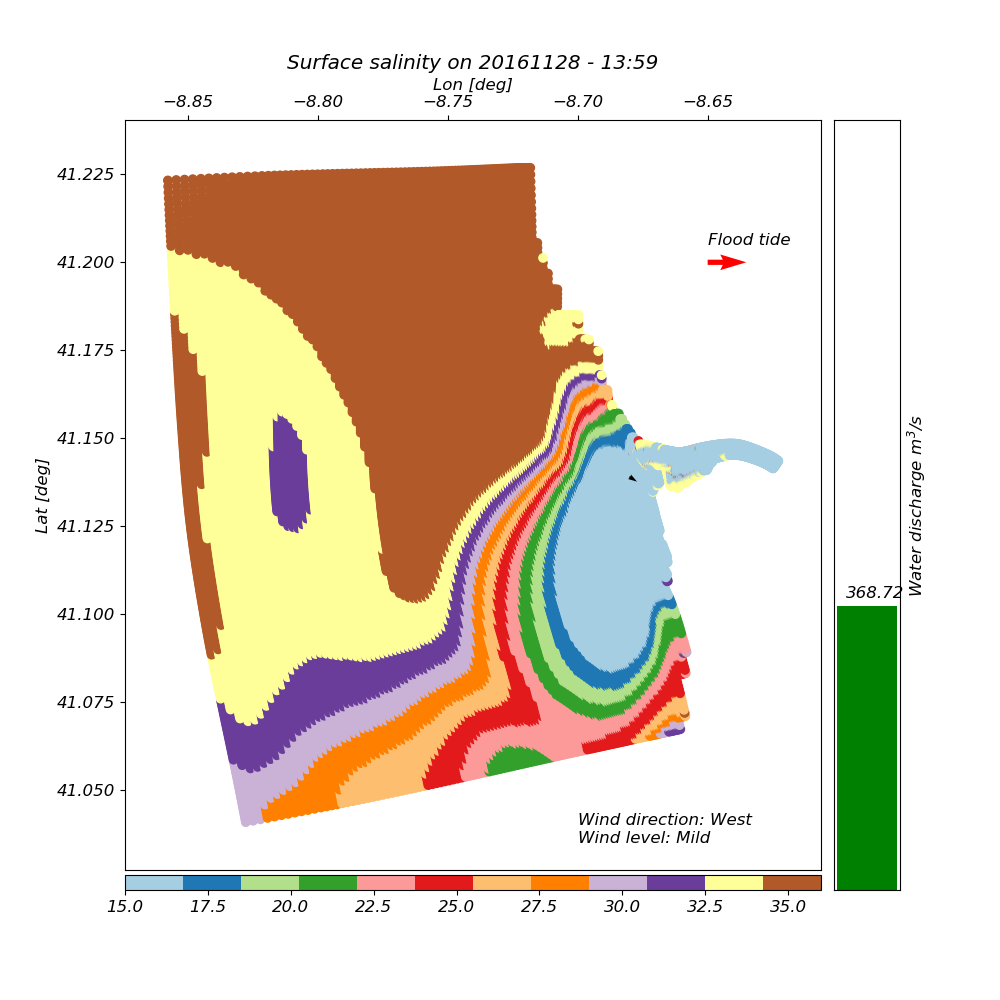 Surface salinity on 20161128 - 13:59
Lon [deg]
−8.85 −8.80 −8.75 −8.70 −8.65
41.225
41.200
41.175
41.150
41.125
41.100
41.075
41.050
Lat [deg]
Flood tide
Wind direction: West
Wind level: Mild
368.72
Water discharge m³/s
15.0 17.5 20.0 22.5 25.0 27.5 30.0 32.5 35.0